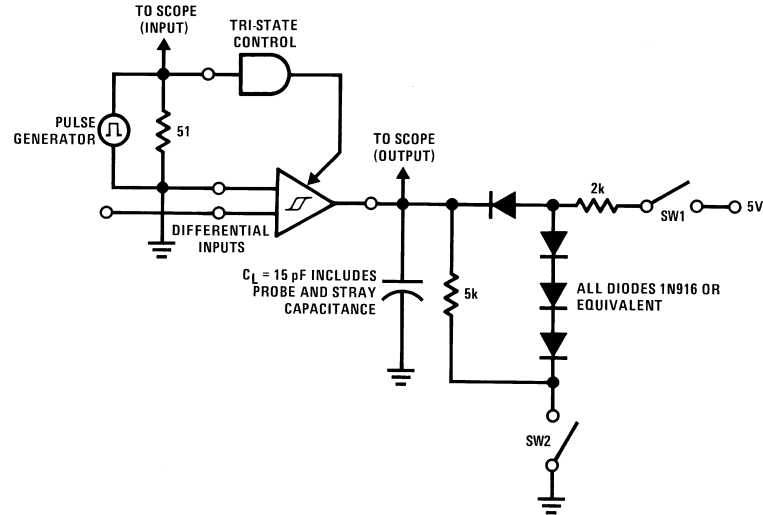 TO SCOPE
(INPUT)
TRI-STATE
CONTROL
PULSE
GENERATOR
51
TO SCOPE
(OUTPUT)
DIFFERENTIAL
INPUTS
2k
SW1
5V
CL = 15 pF INCLUDES
PROBE AND STRAY
CAPACITANCE
5k
ALL DIODES 1N916 OR
EQUIVALENT
SW2